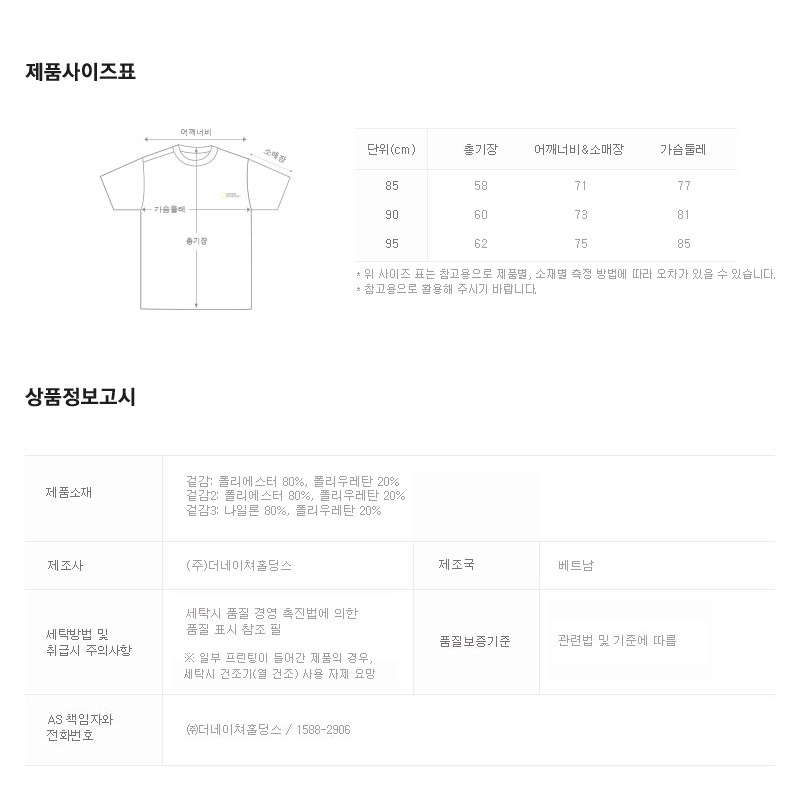 제품사이즈표
어깨너비
소매장
가슴둘레
총기장
단위(cm) 총기장 어깨너비&소매장 가슴둘레
85 58 71 77
90 60 73 81
95 62 75 85
* 위 사이즈 표는 참고용으로 제품별, 소재별 측정 방법에 따라 오차가 있을 수 있습니다.
* 참고용으로 활용해 주시기 바랍니다.
상품정보고시
제품소재
겉감: 폴리에스터 80%, 폴리우레탄 20%
겉감2: 폴리에스터 80%, 폴리우레탄 20%
겉감3: 나일론 80%, 폴리우레탄 20%
제조사 (주)더네이쳐홀딩스 제조국 베트남
세탁방법 및
취급시 주의사항
세탁시 품질 경영 촉진법에 의한
품질 표시 참조 필
※ 일부 프린팅이 들어간 제품의 경우,
세탁시 건조기(열 건조) 사용 자제 요망
품질보증기준 관련법 및 기준에 따름
AS 책임자와
전화번호
㈜더네이쳐홀딩스 / 1588-2906